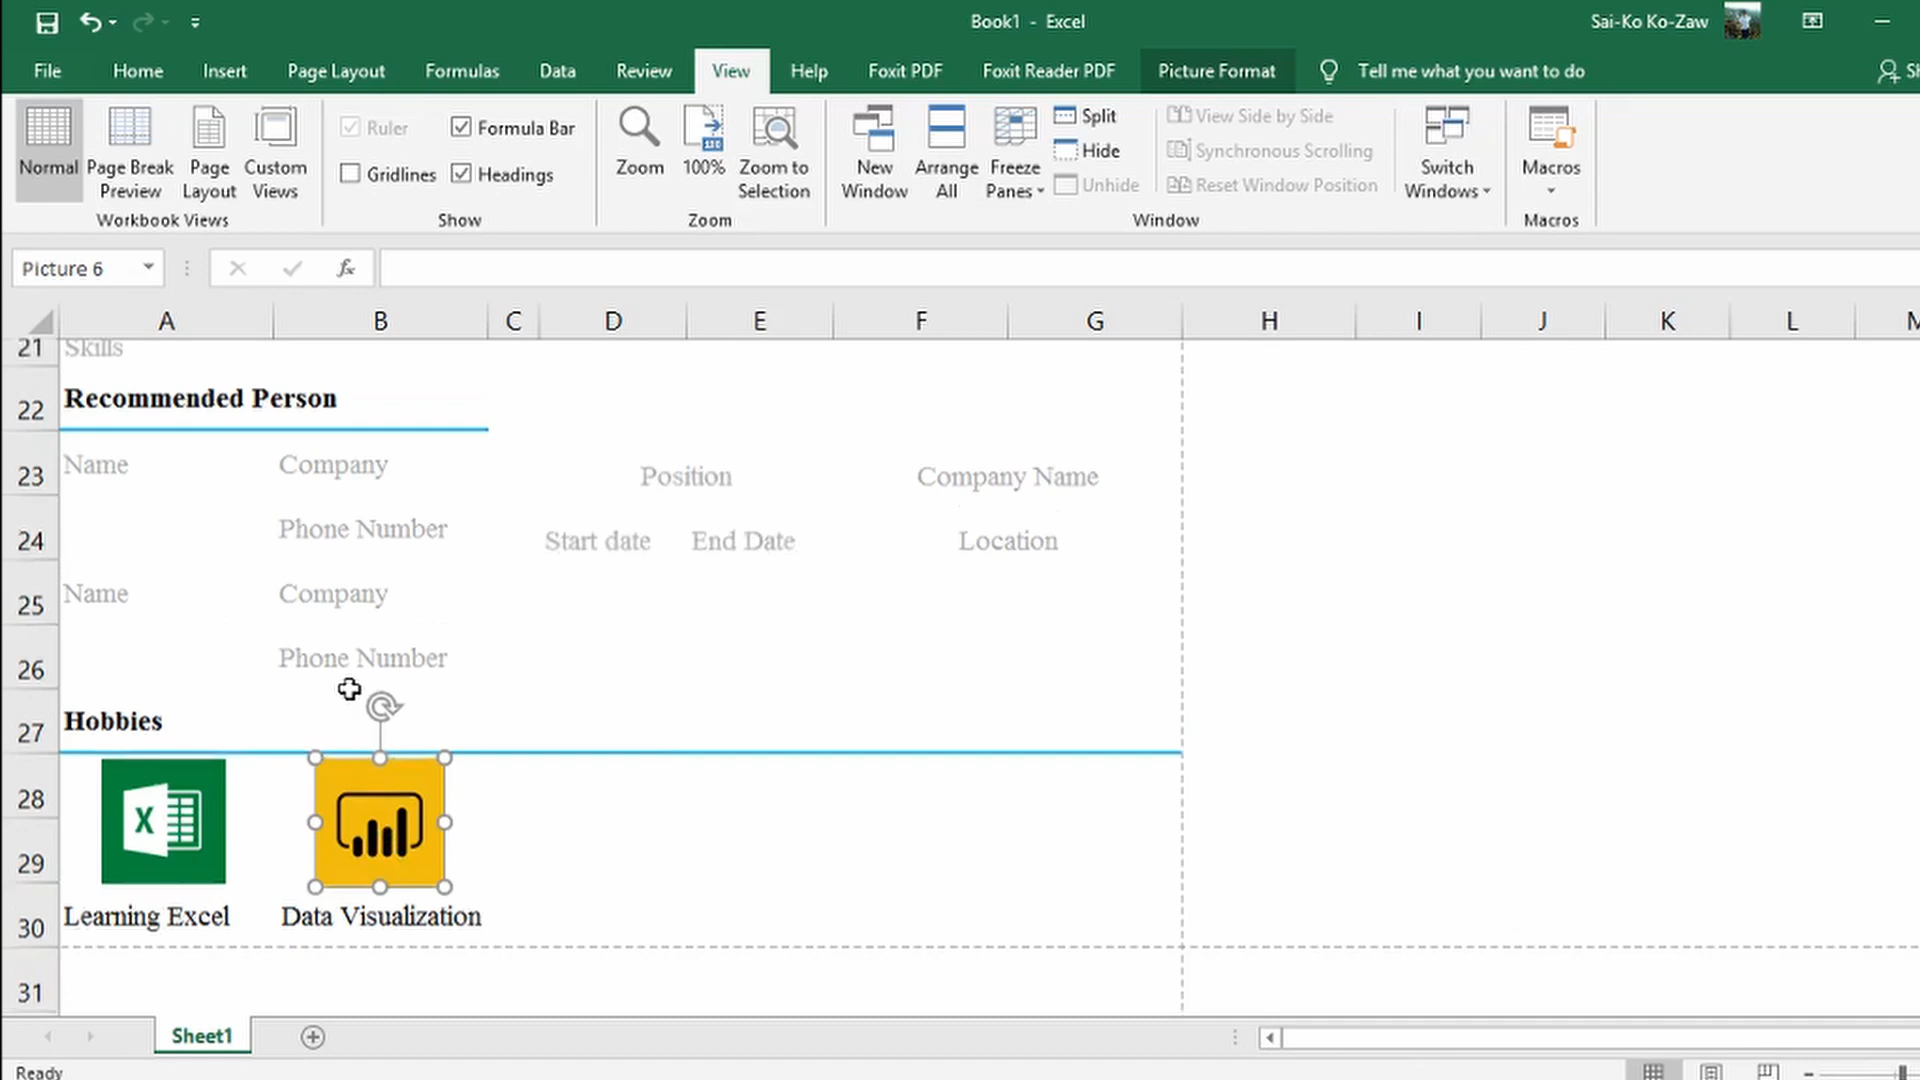 Book1 - Excel
Sai-Ko Ko-Zaw
File Home Insert Page Layout Formulas Data Review View Help Foxit PDF Foxit Reader PDF Picture Format Tell me what you want to do
Normal
Page Break Preview
Page Layout
Custom Views
Workbook Views
Ruler
Formula Bar
Gridlines
Headings
Show
Zoom
100%
Zoom to Selection
Zoom
New Window
Arrange All
Freeze Panes
Split
Hide
Unhide
View Side by Side
Synchronous Scrolling
Reset Window Position
Window
Switch Windows
Macros
Macros
Picture 6
fx
A B C D E F G H I J K L
21 Skills
22 Recommended Person
23 Name Company Position Company Name
24 Phone Number Start date End Date Location
25 Name Company
26 Phone Number
27 Hobbies
28
X
29
30 Learning Excel Data Visualization
31
Sheet1
Ready